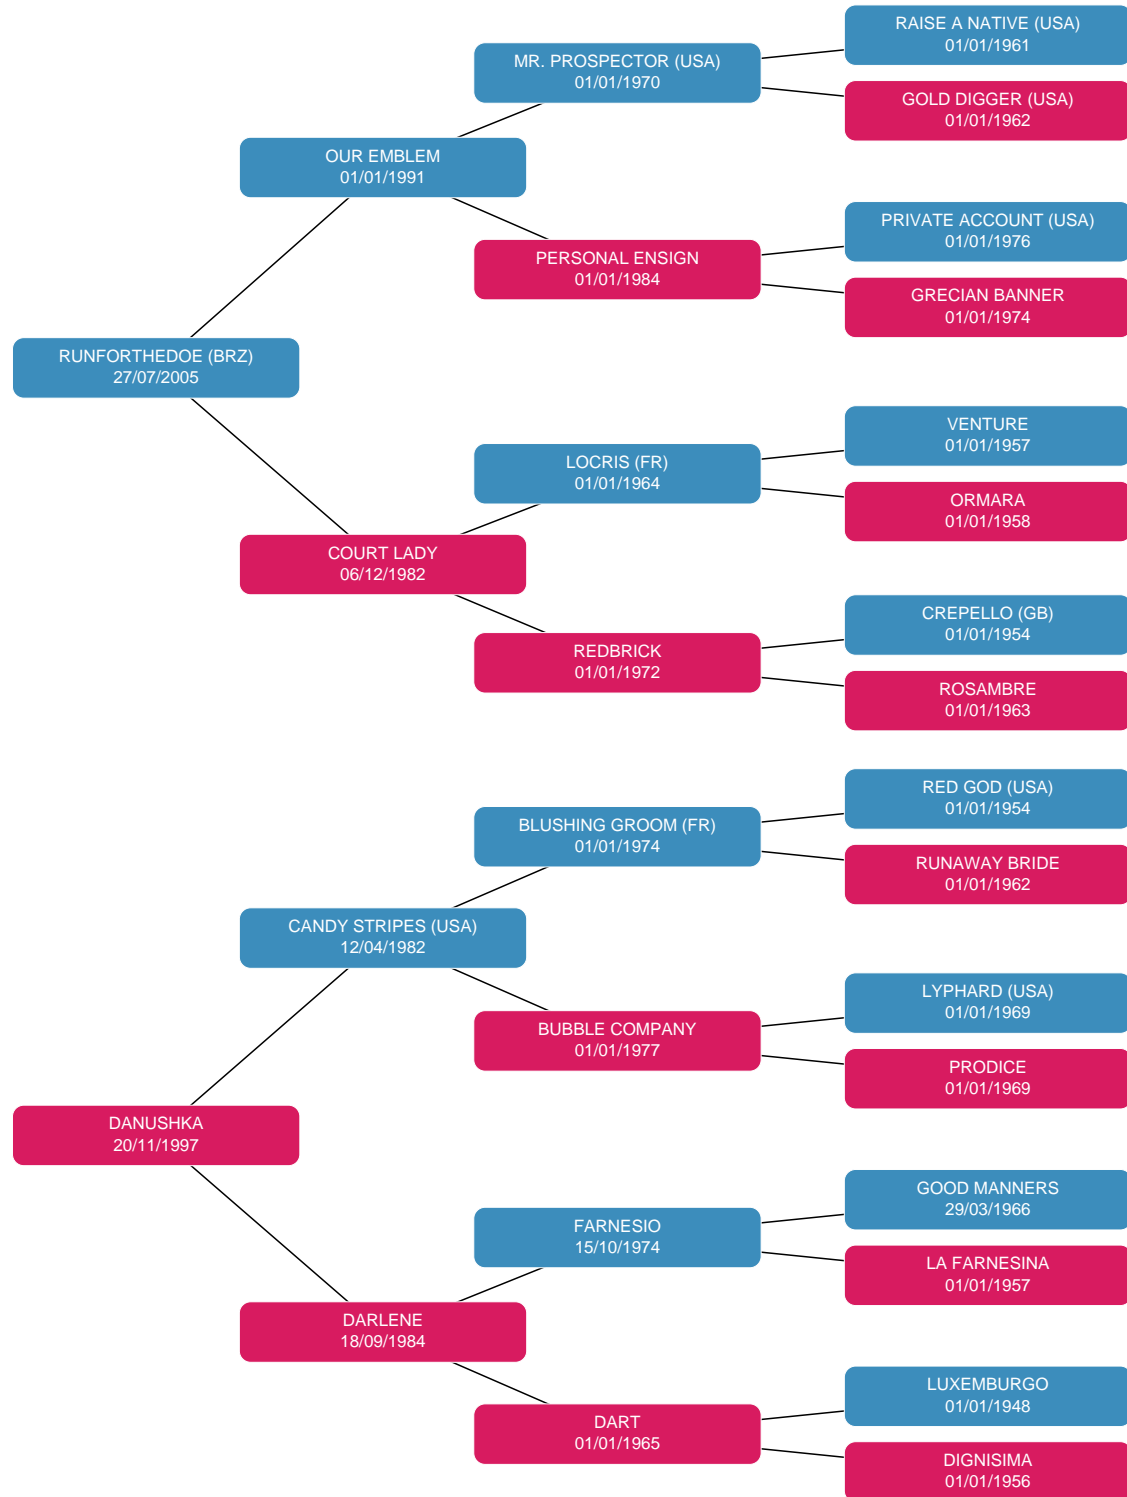 RAISE A NATIVE (USA)
01/01/1961
MR. PROSPECTOR (USA)
01/01/1970
GOLD DIGGER (USA)
01/01/1962
OUR EMBLEM
01/01/1991
PRIVATE ACCOUNT (USA)
01/01/1976
PERSONAL ENSIGN
01/01/1984
GRECIAN BANNER
01/01/1974
RUNFORTHEDOE (BRZ)
27/07/2005
VENTURE
01/01/1957
LOCRIS (FR)
01/01/1964
ORMARA
01/01/1958
COURT LADY
06/12/1982
CREPELLO (GB)
01/01/1954
REDBRICK
01/01/1972
ROSAMBRE
01/01/1963
RED GOD (USA)
01/01/1954
BLUSHING GROOM (FR)
01/01/1974
RUNAWAY BRIDE
01/01/1962
CANDY STRIPES (USA)
12/04/1982
LYPHARD (USA)
01/01/1969
BUBBLE COMPANY
01/01/1977
PRODICE
01/01/1969
DANUSHKA
20/11/1997
GOOD MANNERS
29/03/1966
FARNESIO
15/10/1974
LA FARNESINA
01/01/1957
DARLENE
18/09/1984
LUXEMBURGO
01/01/1948
DART
01/01/1965
DIGNISIMA
01/01/1956